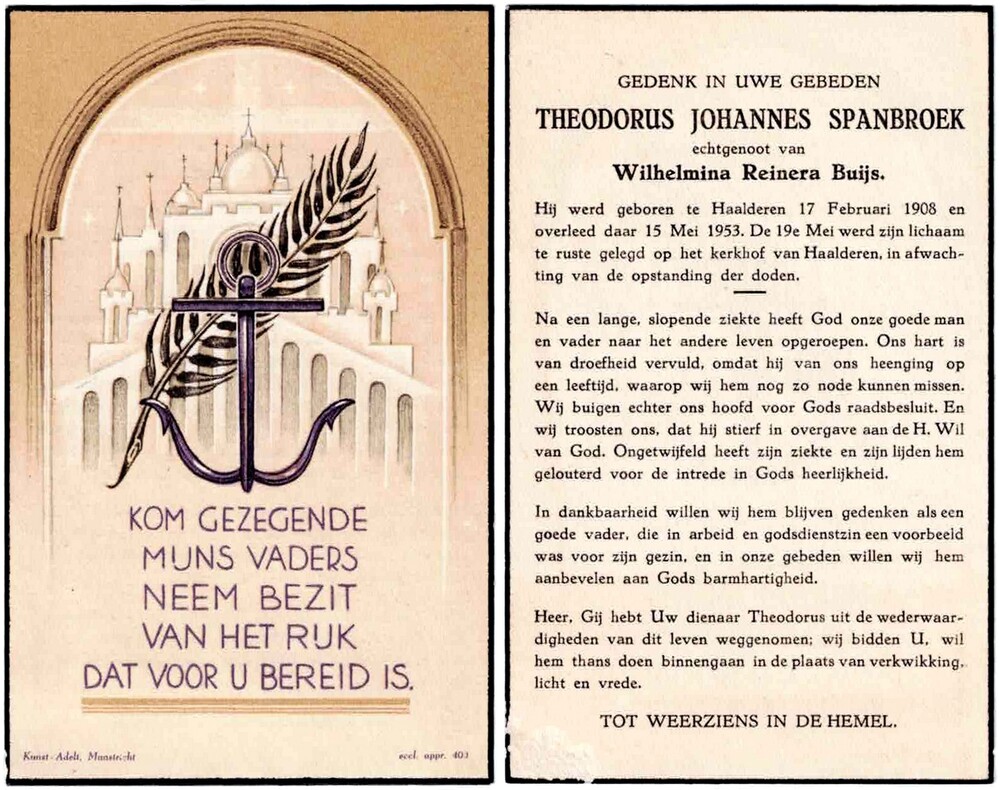 KOM GEZEGENDE
MIJNS VADERS
NEEM BEZIT
VAN HET RIJK
DAT VOOR U BEREID IS.
Kunst-Adelt, Maastricht
eccl. appr. 403
GEDENK IN UWE GEBEDEN
THEODORUS JOHANNES SPANBROEK
echtgenoot van
Wilhelmina Reinera Buijs.
Hij werd geboren te Haalderen 17 Februari 1908 en
overleed daar 15 Mei 1953. De 19e Mei werd zijn lichaam
te ruste gelegd op het kerkhof van Haalderen, in afwach-
ting van de opstanding der doden.
Na een lange, slopende ziekte heeft God onze goede man
en vader naar het andere leven opgeroepen. Ons hart is
van droefheid vervuld, omdat hij van ons heenging op
een leeftijd, waarop wij hem nog zo node kunnen missen.
Wij buigen echter ons hoofd voor Gods raadsbesluit. En
wij troosten ons, dat hij stierf in overgave aan de H. Wil
van God. Ongetwijfeld heeft zijn ziekte en zijn lijden hem
gelouterd voor de intrede in Gods heerlijkheid.
In dankbaarheid willen wij hem blijven gedenken als een
goede vader, die in arbeid en godsdienstzin een voorbeeld
was voor zijn gezin, en in onze gebeden willen wij hem
aanbevelen aan Gods barmhartigheid.
Heer, Gij hebt Uw dienaar Theodorus uit de wederwaar-
digheden van dit leven weggenomen; wij bidden U, wil
hem thans doen binnengaan in de plaats van verkwikking,
licht en vrede.
TOT WEERZIENS IN DE HEMEL.